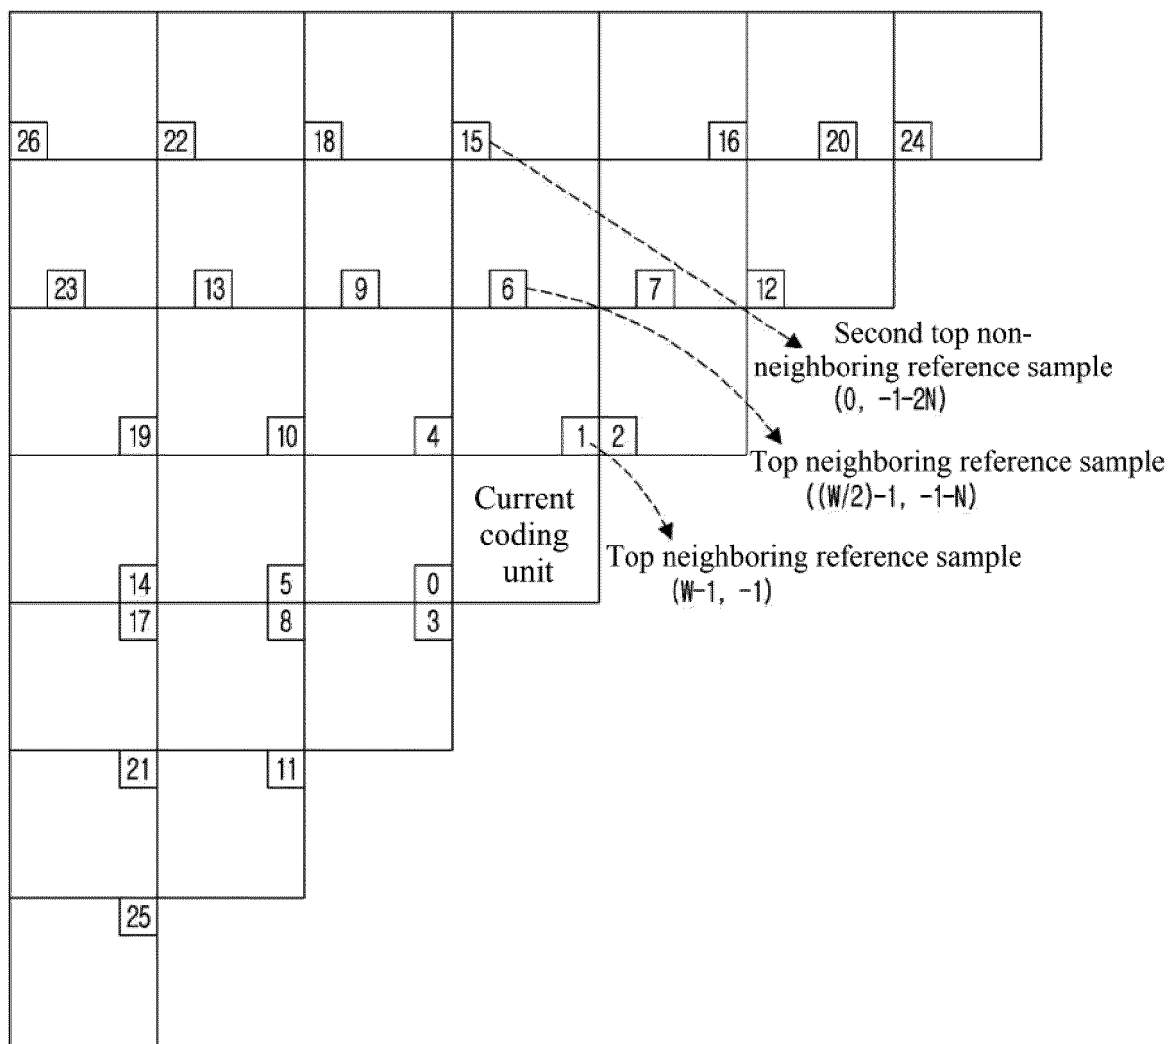 26 22 18 15 16 20 24
23 13 9 6 7 12
Second top non-
neighboring reference sample
(0, -1-2N)
19 10 4 1 2
Top neighboring reference sample
((W/2)-1, -1-N)
Current
coding
unit
Top neighboring reference sample
(W-1, -1)
14 5 0
17 8 3
21 11
25